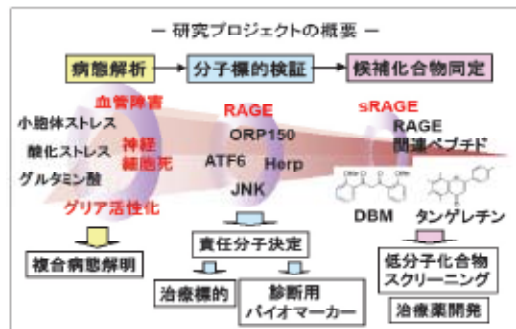 ― 研究プロジェクトの概要 ―
病態解析
分子標的検証
候補化合物同定
血管障害
小胞体ストレス
酸化ストレス
神経
細胞死
グルタミン酸
グリア活性化
複合病態解明
RAGE
ORP150
ATF6
Herp
JNK
責任分子決定
治療標的
診断用
バイオマーカー
sRAGE
RAGE
関連ペプチド
DBM
タンゲレチン
低分子化合物
スクリーニング
治療薬開発